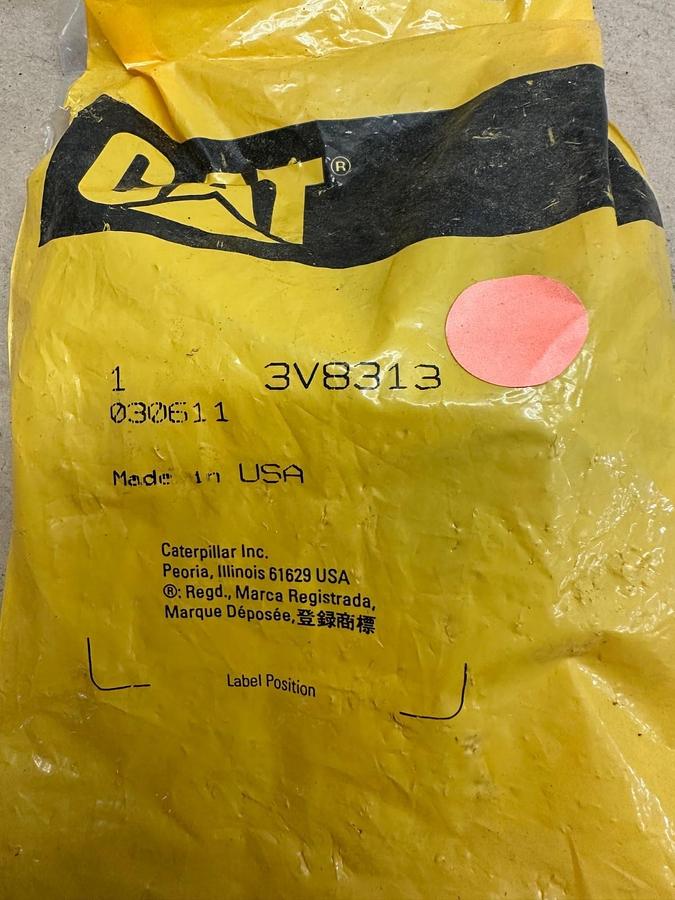 CAT®
1 3V8313
030611
Made in USA
Caterpillar Inc.
Peoria, Illinois 61629 USA
®: Regd., Marca Registrada,
Marque Déposée, 登録商標
Label Position